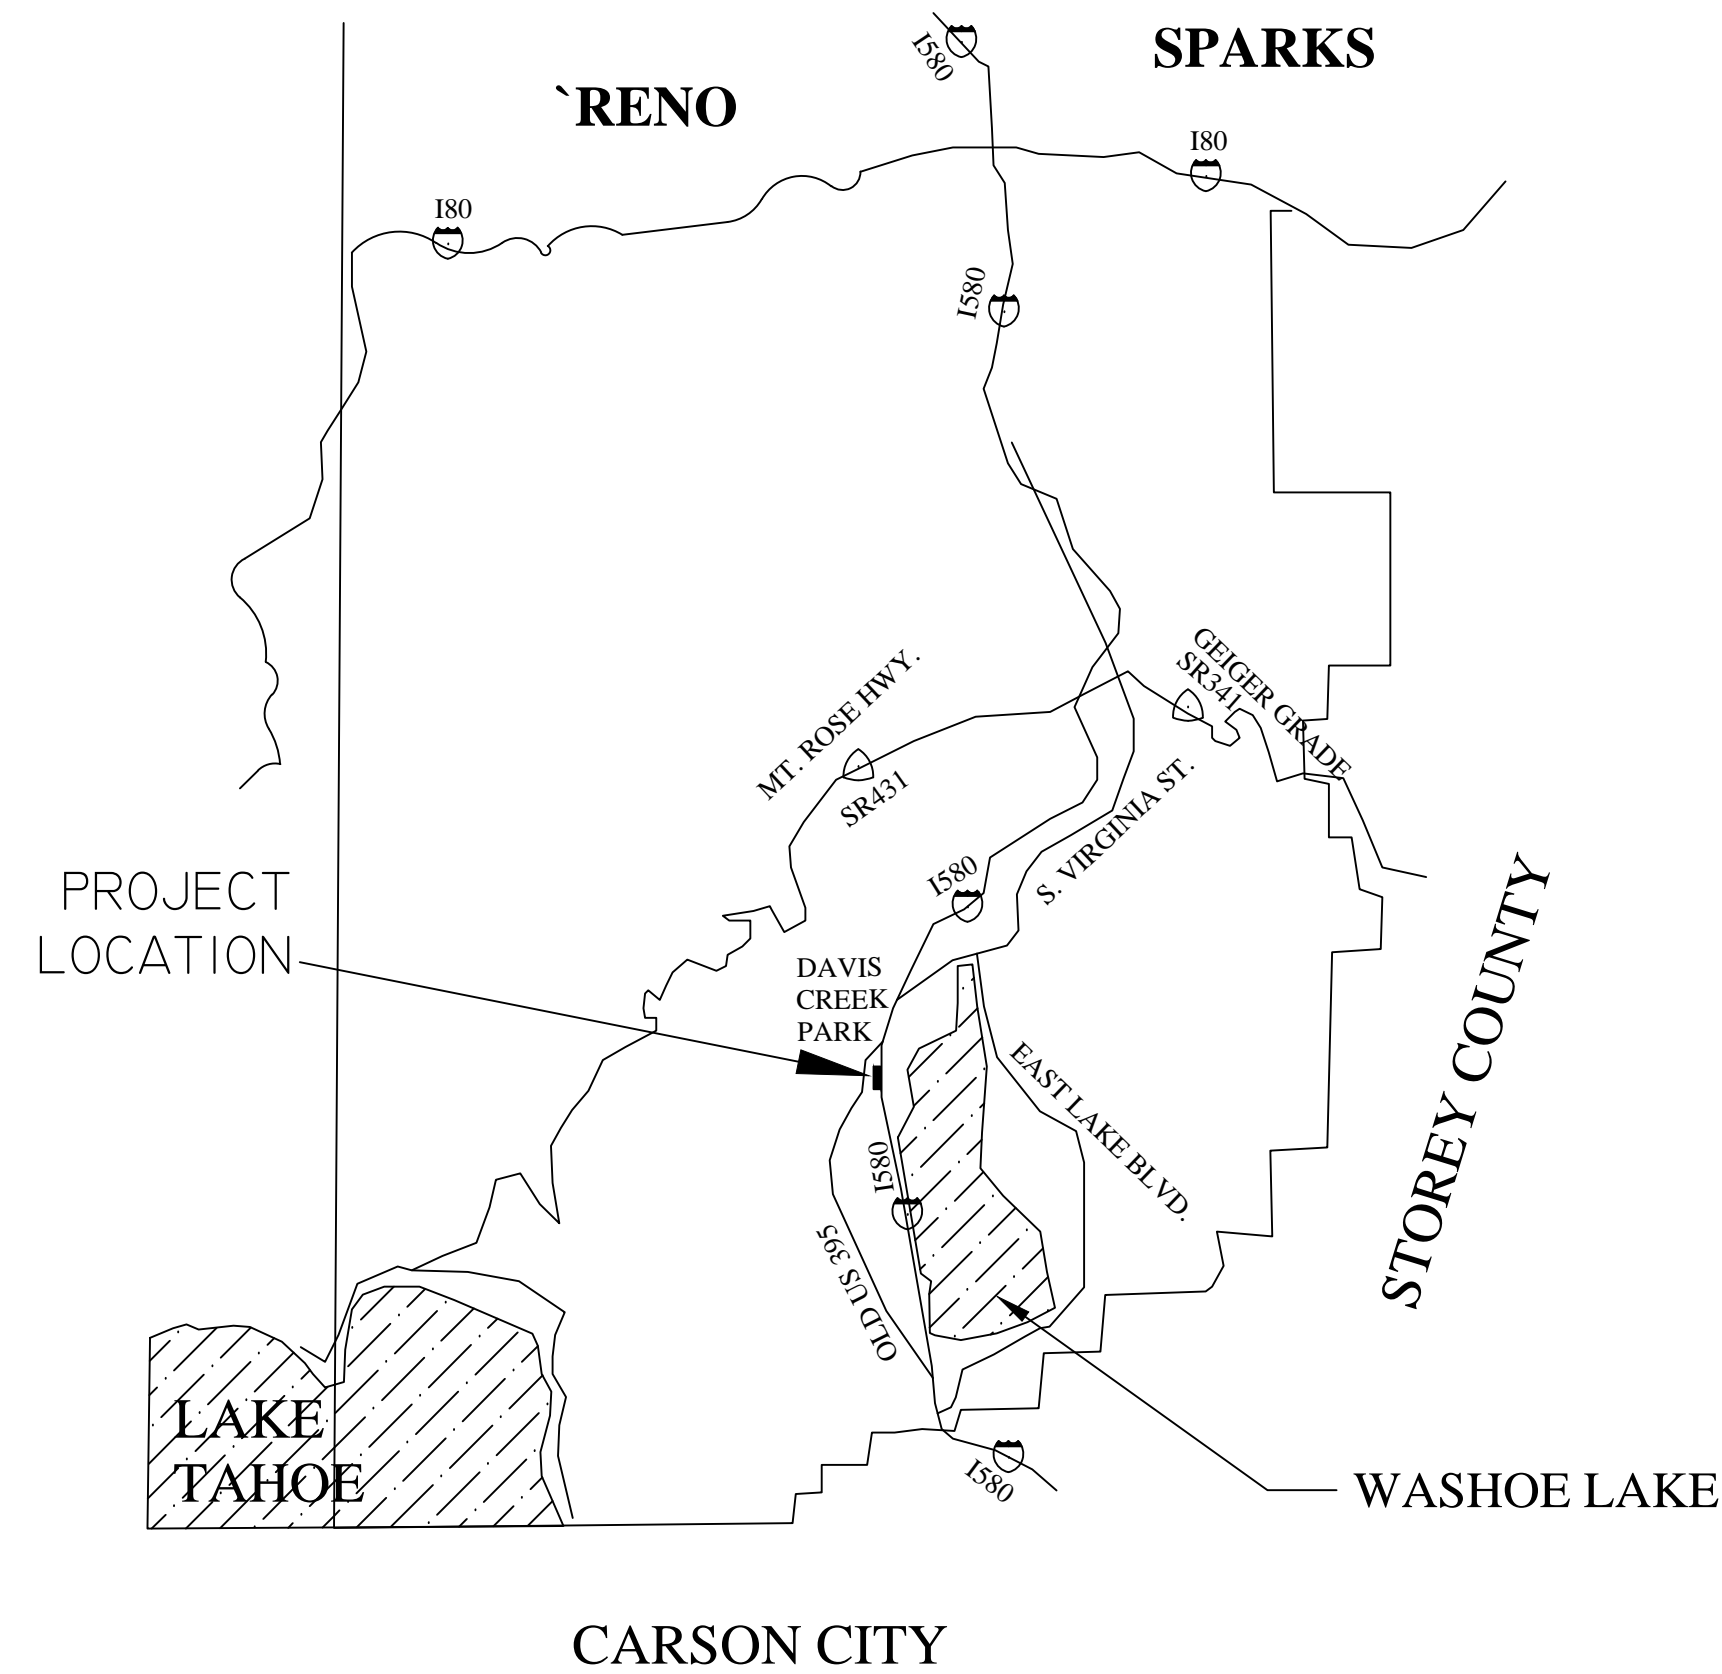 SPARKS
`RENO
I580
I80
I80
I580
GEIGER GRADE
SR341
MT. ROSE HWY.
SR431
S. VIRGINIA ST.
I580
PROJECT
LOCATION
DAVIS
CREEK
PARK
EAST LAKE BLVD.
I580
OLD US 395
STOREY COUNTY
LAKE
TAHOE
I580
WASHOE LAKE
CARSON CITY